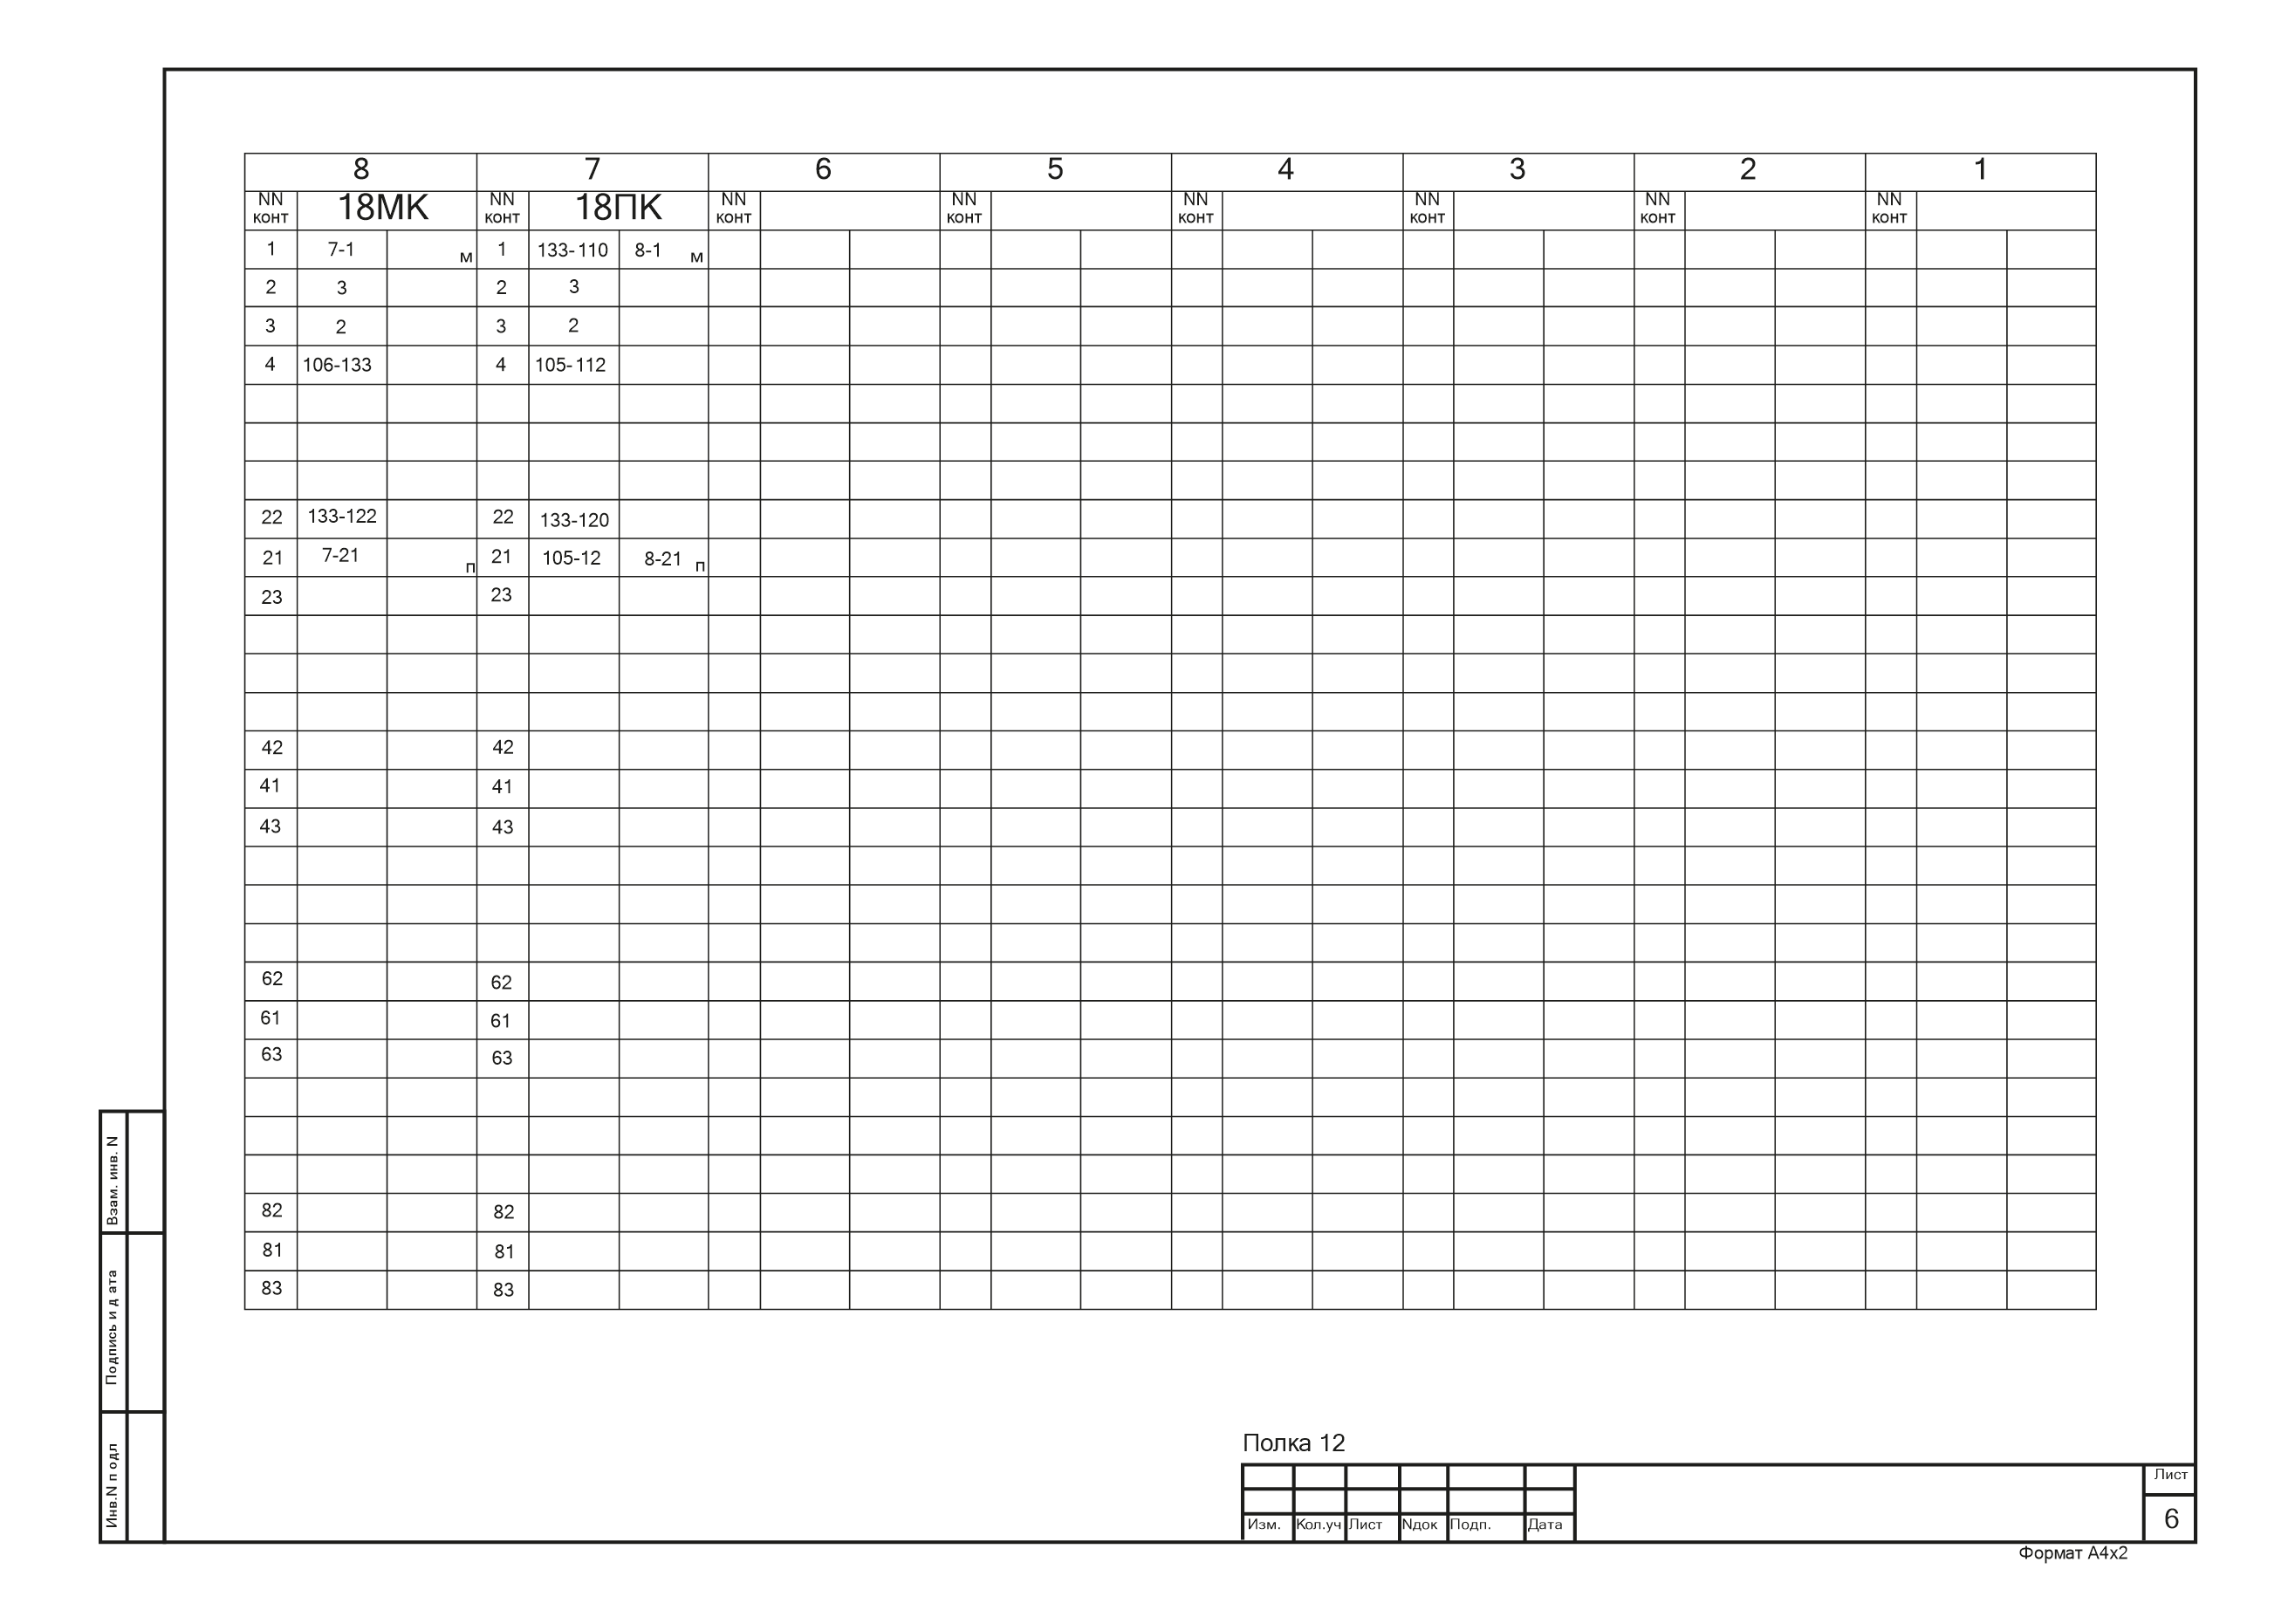 8 7 6 5 4 3 2 1
NN конт 18МК NN конт 18ПК NN конт NN конт NN конт NN конт NN конт NN конт
1 7-1 м 1 133-110 8-1 м
2 3 2 3
3 2 3 2
4 106-133 4 105-112
22 133-122 22 133-120
21 7-21 п 21 105-12 8-21 п
23 23
42 42
41 41
43 43
62 62
61 61
63 63
82 82
81 81
83 83
Взам. инв. N
Подпись и д ата
Инв.N п одл
Полка 12
Изм. Кол.уч Лист Nдок Подп. Дата
Лист
6
Формат А4х2